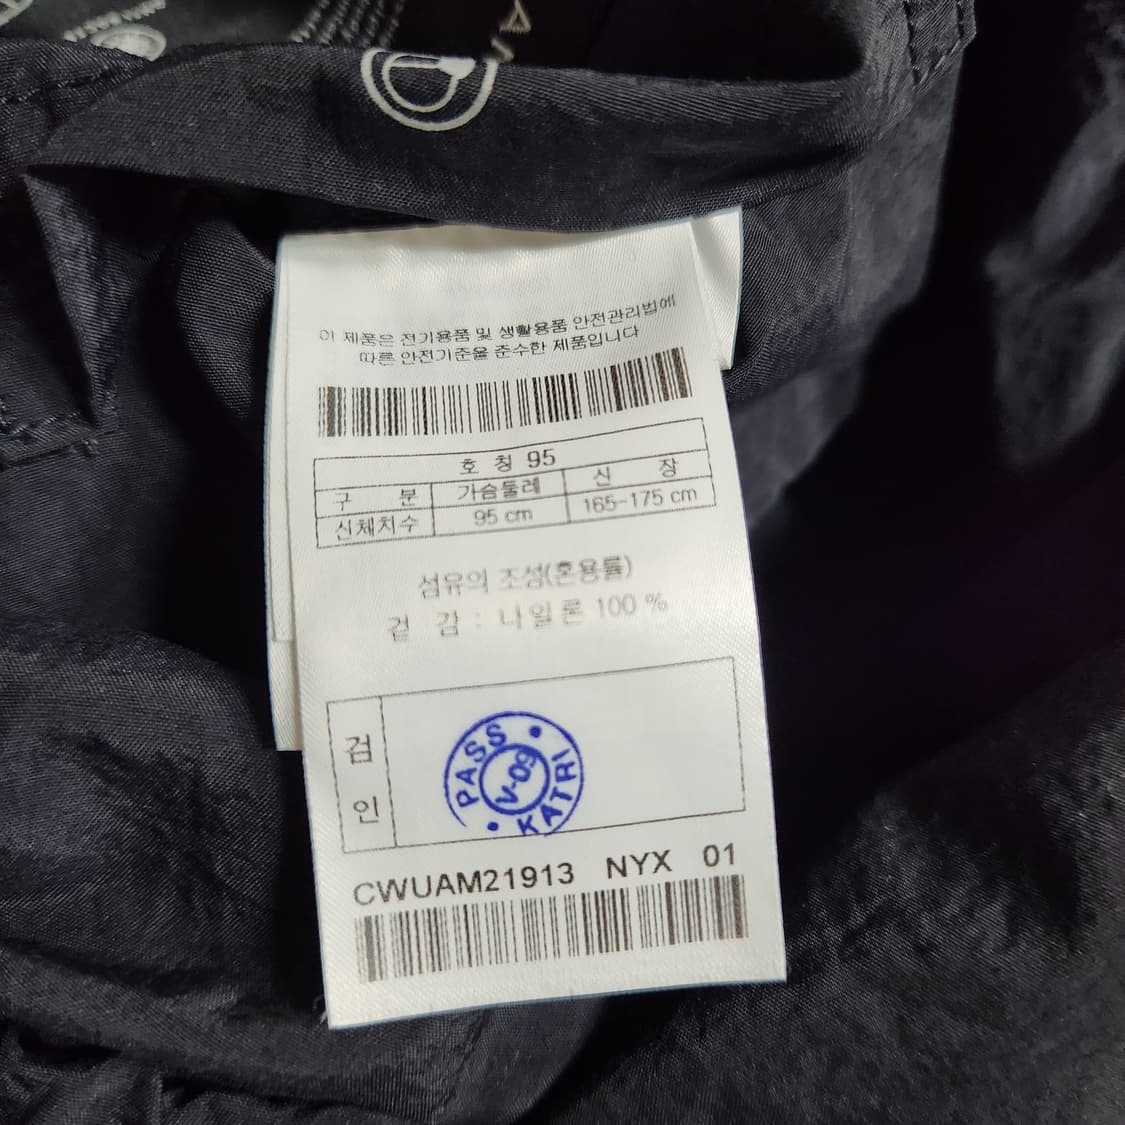 이 제품은 전기용품 및 생활용품 안전관리법에
따른 안전기준을 준수한 제품입니다
호 칭 95
구 분 가슴둘레 신 장
신체치수 95 cm 165-175 cm
섬유의 조성(혼용률)
겉 감 : 나일론 100 %
검인
PASS
V-09
KATRI
CWUAM21913 NYX 01